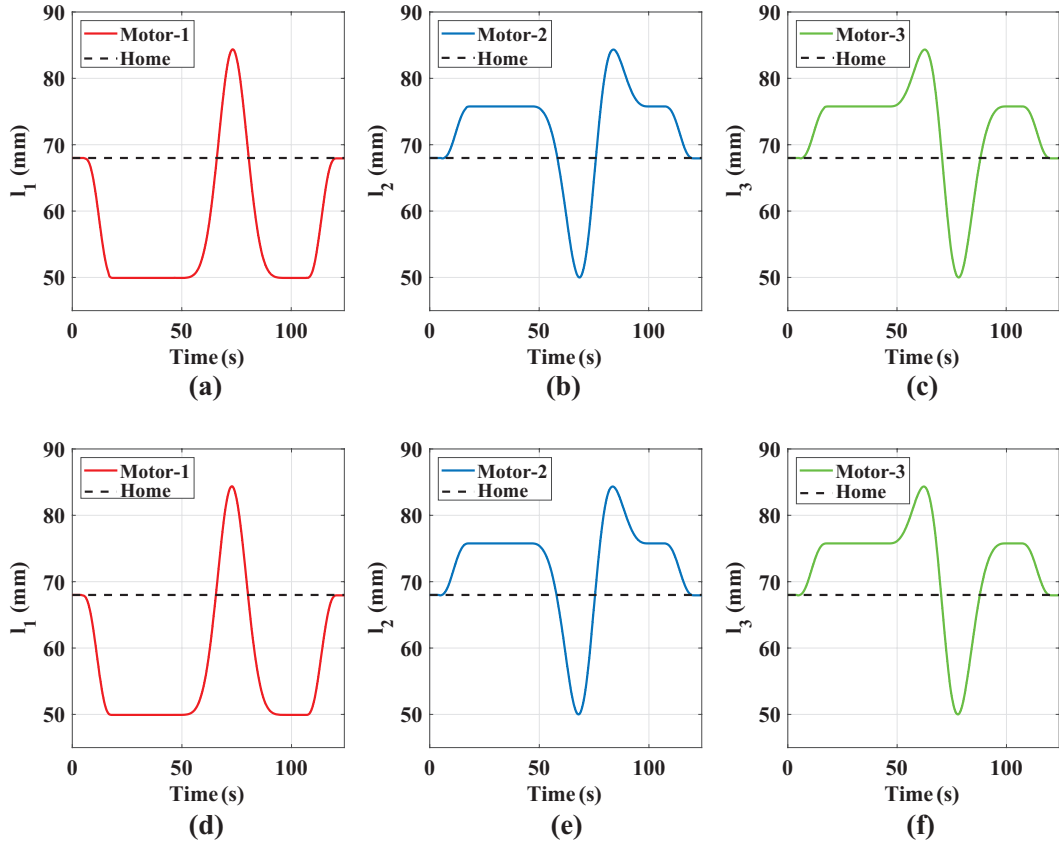 90
80
70
60
50
l1 (mm)
Motor-1
Home
0 50 100
Time (s)
(a)
90
80
70
60
50
l2 (mm)
Motor-2
Home
0 50 100
Time (s)
(b)
90
80
70
60
50
l3 (mm)
Motor-3
Home
0 50 100
Time (s)
(c)
90
80
70
60
50
l1 (mm)
Motor-1
Home
0 50 100
Time (s)
(d)
90
80
70
60
50
l2 (mm)
Motor-2
Home
0 50 100
Time (s)
(e)
90
80
70
60
50
l3 (mm)
Motor-3
Home
0 50 100
Time (s)
(f)